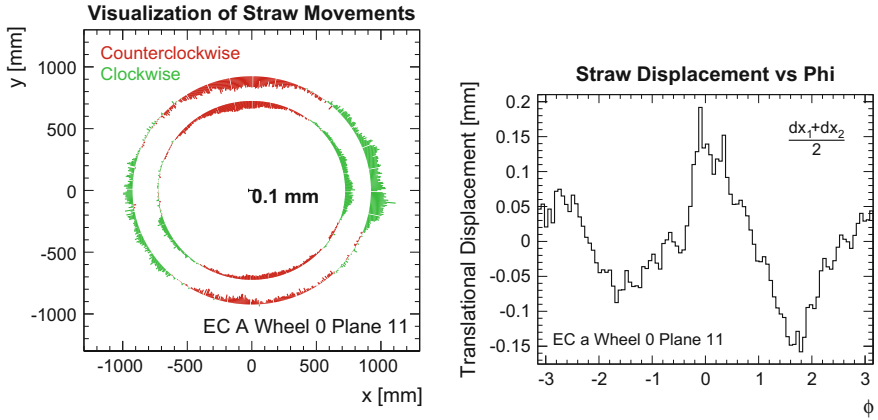 Visualization of Straw Movements
y [mm]
Counterclockwise
Clockwise
1000
500
0
-500
-1000
0.1 mm
EC A Wheel 0 Plane 11
-1000 -500 0 500 1000
x [mm]
Straw Displacement vs Phi
Translational Displacement [mm]
0.2
0.15
0.1
0.05
0
-0.05
-0.1
-0.15
dx₁+dx₂
2
EC a Wheel 0 Plane 11
-3 -2 -1 0 1 2 3
ϕ